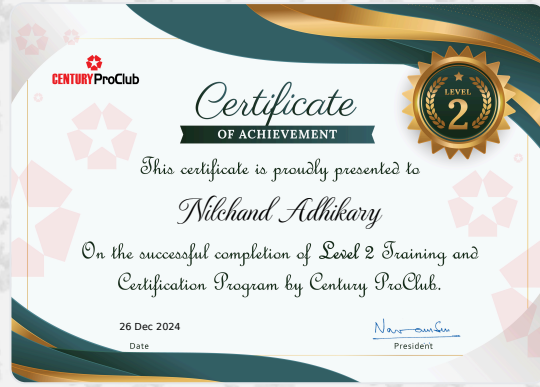 CENTURY ProClub
Certificate
OF ACHIEVEMENT
LEVEL
2
This certificate is proudly presented to
Nilchand Adhikary
On the successful completion of Level 2 Training and
Certification Program by Century ProClub.
26 Dec 2024
Date
President